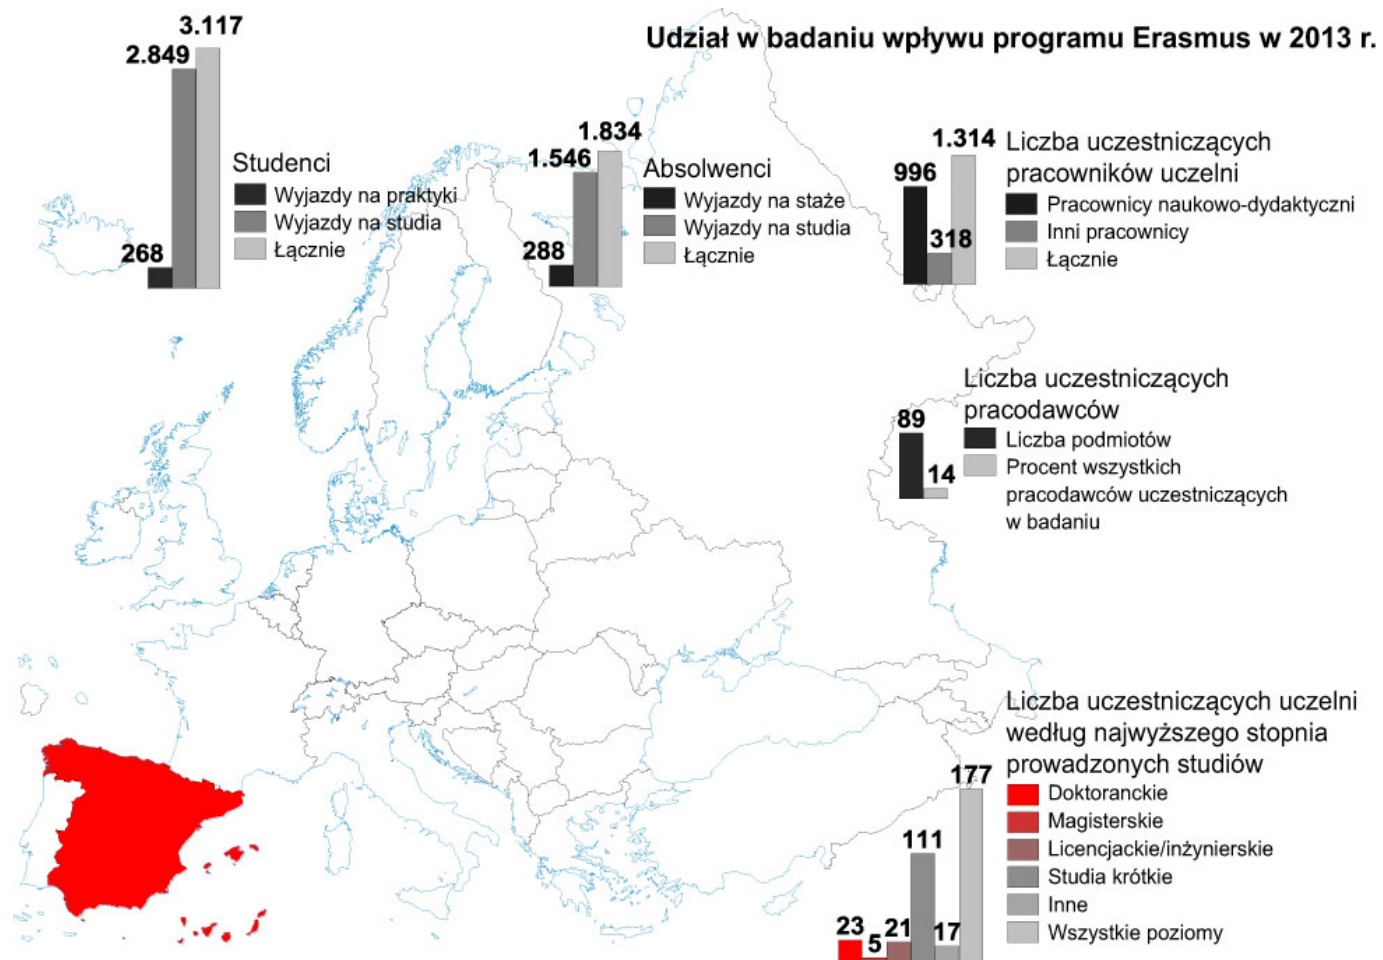 Udział w badaniu wpływu programu Erasmus w 2013 r.
3.117
2.849
268
Studenci
Wyjazdy na praktyki
Wyjazdy na studia
Łącznie
1.834
1.546
288
Absolwenci
Wyjazdy na staże
Wyjazdy na studia
Łącznie
1.314
996
318
Liczba uczestniczących
pracowników uczelni
Pracownicy naukowo-dydaktyczni
Inni pracownicy
Łącznie
89
14
Liczba uczestniczących
pracodawców
Liczba podmiotów
Procent wszystkich
pracodawców uczestniczących
w badaniu
Liczba uczestniczących uczelni
według najwyższego stopnia
prowadzonych studiów
Doktoranckie
Magisterskie
Licencjackie/inżynierskie
Studia krótkie
Inne
Wszystkie poziomy
23
5
21
111
17
177